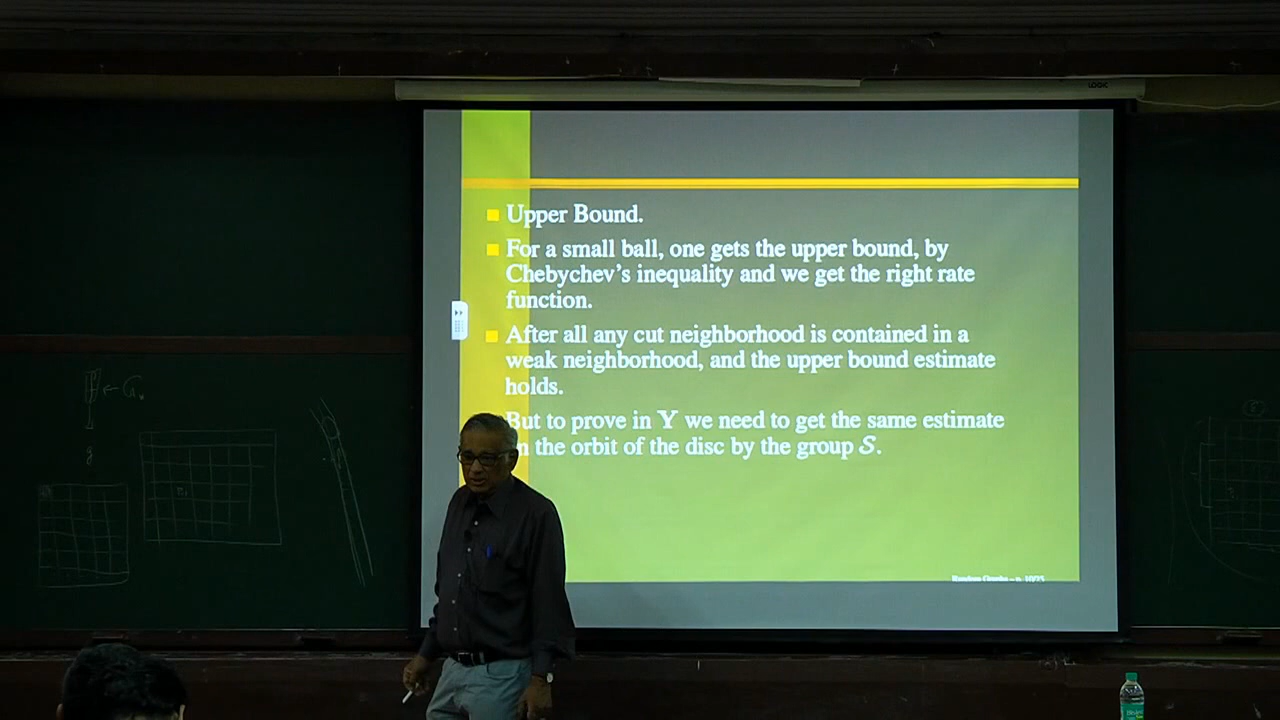 Upper Bound.
For a small ball, one gets the upper bound, by
Chebychev's inequality and we get the right rate
function.
After all any cut neighborhood is contained in a
weak neighborhood, and the upper bound estimate
holds.
But to prove in Y we need to get the same estimate
the orbit of the disc by the group S.
Random Graphs